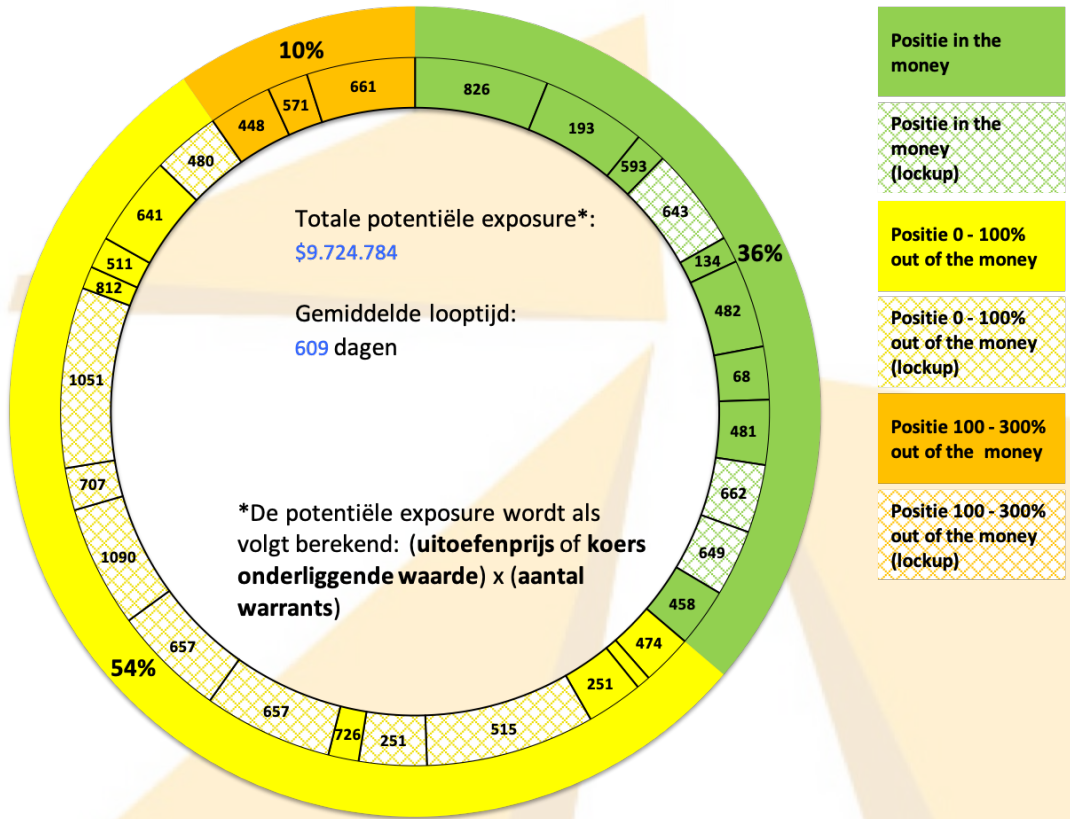 10%
661
571
448
826
193
593
643
134
36%
482
68
481
662
649
458
474
251
515
251
726
657
657
54%
1090
707
1051
812
511
641
480
Totale potentiële exposure*:
$9.724.784
Gemiddelde looptijd:
609 dagen
*De potentiële exposure wordt als
volgt berekend: (uitoefenprijs of koers
onderliggende waarde) x (aantal
warrants)
Positie in the
money
Positie in the
money
(lockup)
Positie 0 - 100%
out of the money
Positie 0 - 100%
out of the money
(lockup)
Positie 100 - 300%
out of the money
Positie 100 - 300%
out of the money
(lockup)